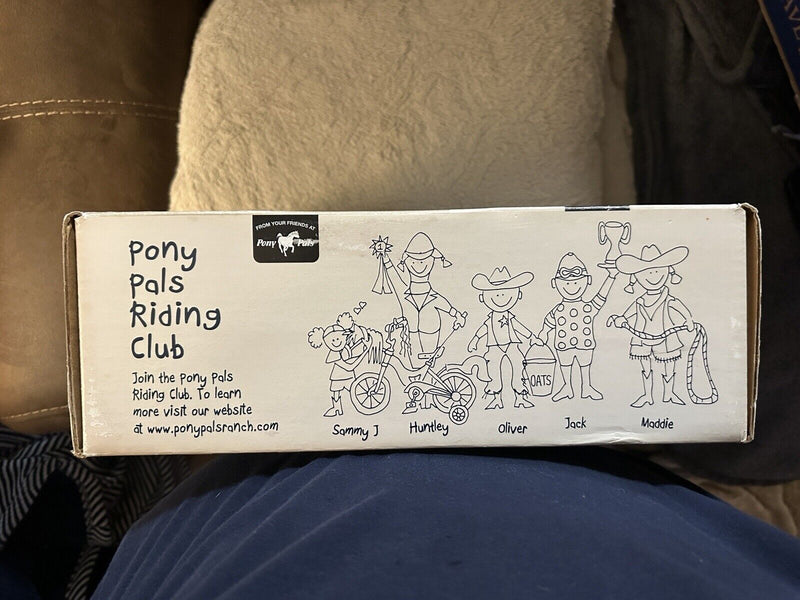 Pony
Pals
Riding
Club
Join the Pony Pals
Riding Club. To learn
more visit our website
at www.ponypalsranch.com
FROM YOUR FRIENDS AT
Pony Pals
1
OATS
Sammy J
Huntley
Oliver
Jack
Maddie